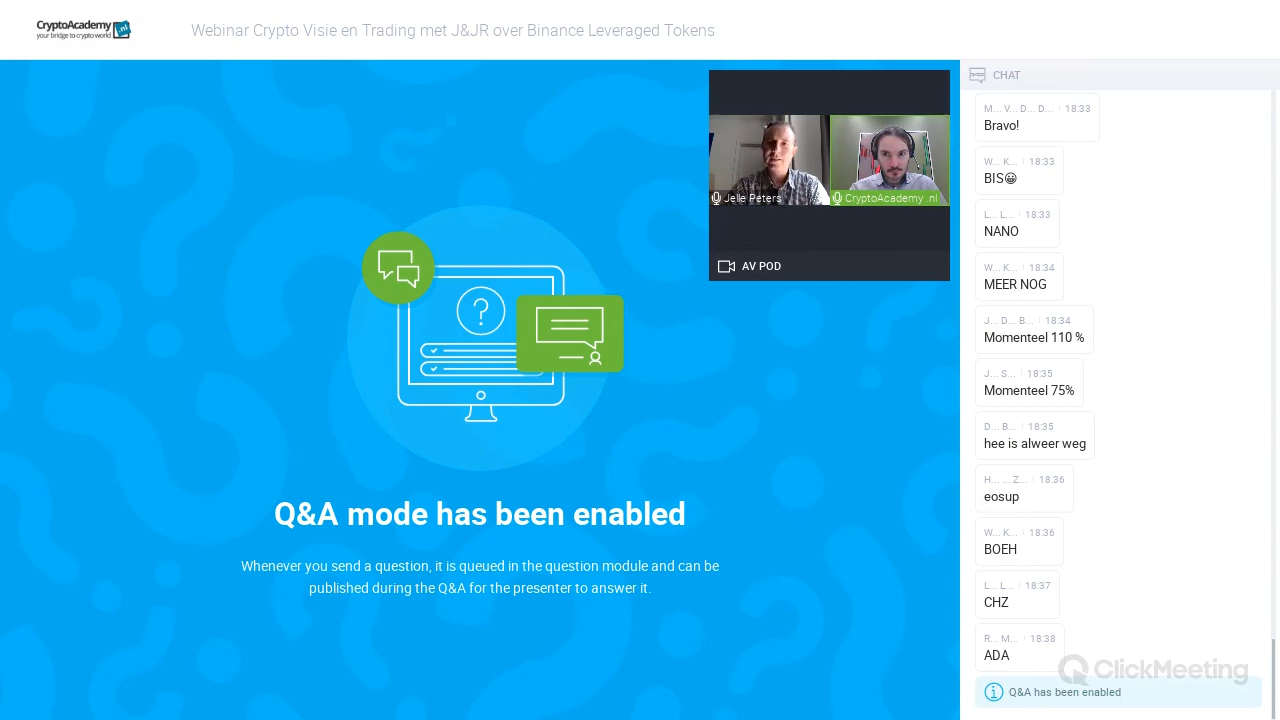 CryptoAcademy .nl
your bridge to crypto world
Webinar Crypto Visie en Trading met J&JR over Binance Leveraged Tokens
CHAT
M... V... D... D... 18:33
Bravo!
W... K... 18:33
BIS😀
L... L... 18:33
NANO
W... K... 18:34
MEER NOG
J... D... B... 18:34
Momenteel 110 %
J... S... 18:35
Momenteel 75%
D... B... 18:35
hee is alweer weg
H... ... Z... 18:36
eosup
W... K... 18:36
BOEH
L... L... 18:37
CHZ
R... M... 18:38
ADA
ClickMeeting
Q&A has been enabled
Jelle Peters
CryptoAcademy .nl
AV POD
?
Q&A mode has been enabled
Whenever you send a question, it is queued in the question module and can be
published during the Q&A for the presenter to answer it.